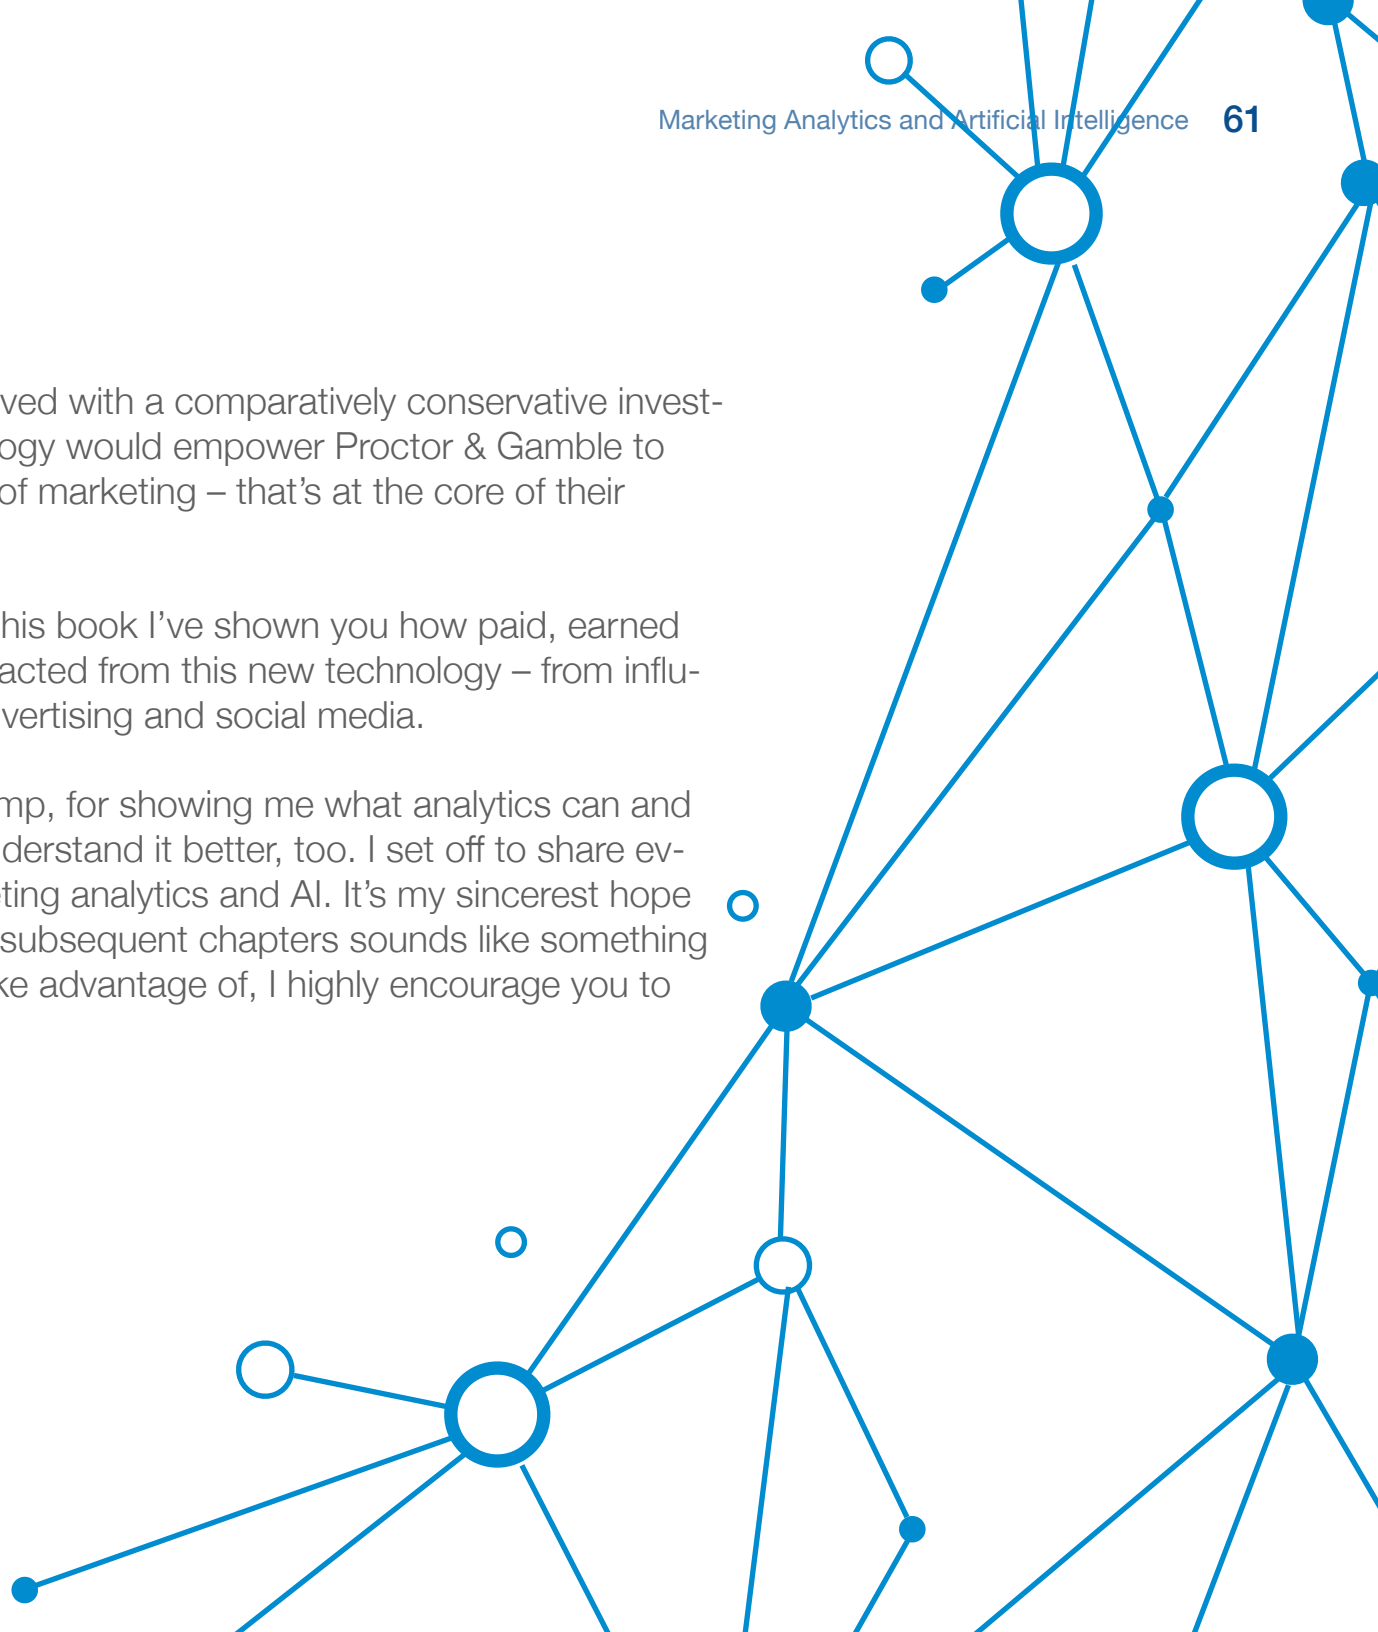 Marketing Analytics and Artificial Intelligence 61
ved with a comparatively conservative invest-
ogy would empower Proctor & Gamble to
of marketing – that’s at the core of their
his book I’ve shown you how paid, earned
acted from this new technology – from influ-
vertising and social media.
mp, for showing me what analytics can and
derstand it better, too. I set off to share ev-
ting analytics and AI. It’s my sincerest hope
subsequent chapters sounds like something
ke advantage of, I highly encourage you to